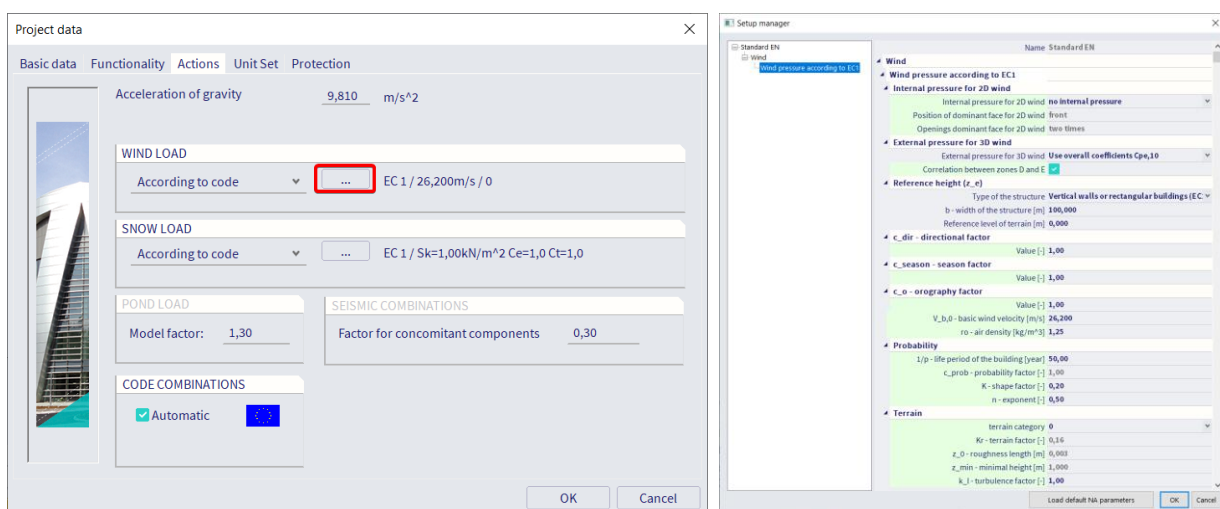 Project data
Basic data Functionality Actions Unit Set Protection
Acceleration of gravity 9,810 m/s^2
WIND LOAD
According to code ... EC 1 / 26,200m/s / 0
SNOW LOAD
According to code ... EC 1 / Sk=1,00kN/m^2 Ce=1,0 Ct=1,0
POND LOAD
Model factor: 1,30
SEISMIC COMBINATIONS
Factor for concomitant components 0,30
CODE COMBINATIONS
Automatic
OK Cancel
Setup manager
Standard EN
Wind
Wind pressure according to EC1
Name Standard EN
Wind
Wind pressure according to EC1
Internal pressure for 2D wind
Internal pressure for 2D wind no internal pressure
Position of dominant face for 2D wind front
Openings dominant face for 2D wind two times
External pressure for 3D wind
External pressure for 3D wind Use overall coefficients Cpe,10
Correlation between zones D and E
Reference height (z_e)
Type of the structure Vertical walls or rectangular buildings (EC
b - width of the structure [m] 100,000
Reference level of terrain [m] 0,000
c_dir - directional factor
Value [-] 1,00
c_season - season factor
Value [-] 1,00
c_o - orography factor
Value [-] 1,00
V_b,0 - basic wind velocity [m/s] 26,200
ro - air density [kg/m^3] 1,25
Probability
1/p - life period of the building [year] 50,00
c_prob - probability factor [-] 1,00
K - shape factor [-] 0,20
n - exponent [-] 0,50
Terrain
terrain category 0
Kr - terrain factor [-] 0,16
z_0 - roughness length [m] 0,003
z_min - minimal height [m] 1,000
k_I - turbulence factor [-] 1,00
Load default NA parameters OK Cancel